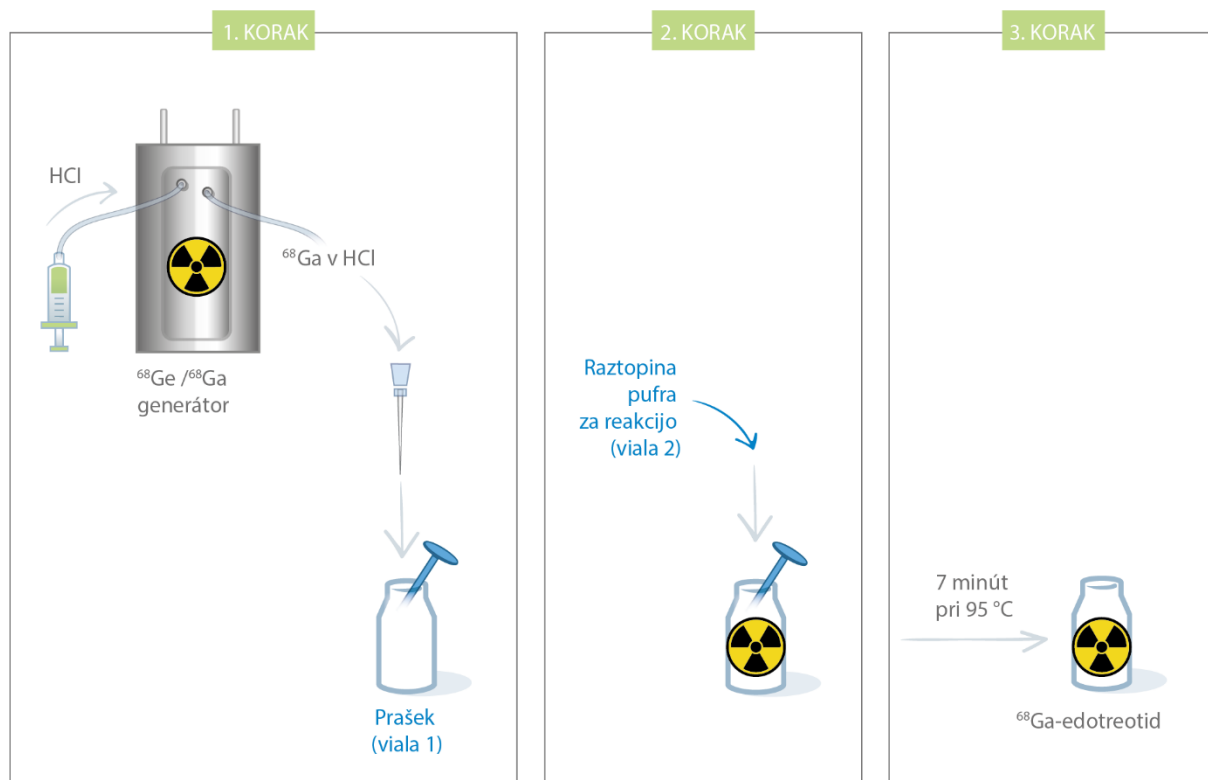 1. KORAK
HCl
⁶⁸Ga v HCl
⁶⁸Ge /⁶⁸Ga
generátor
Prašek
(viala 1)
2. KORAK
Raztopina
pufra
za reakcijo
(viala 2)
3. KORAK
7 minút
pri 95 °C
⁶⁸Ga-edotreotid